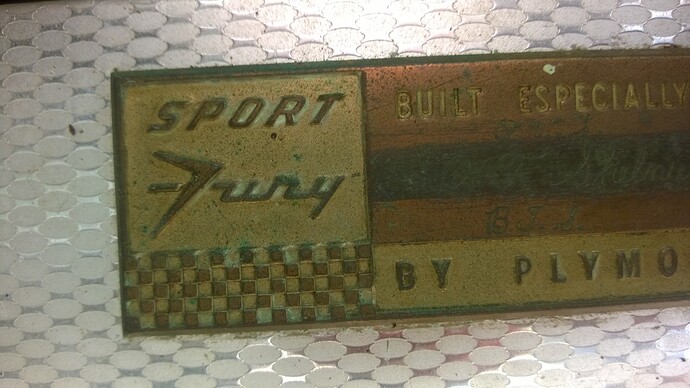 SPORT
Fury
BUILT ESPECIALLY
BY PLYMO